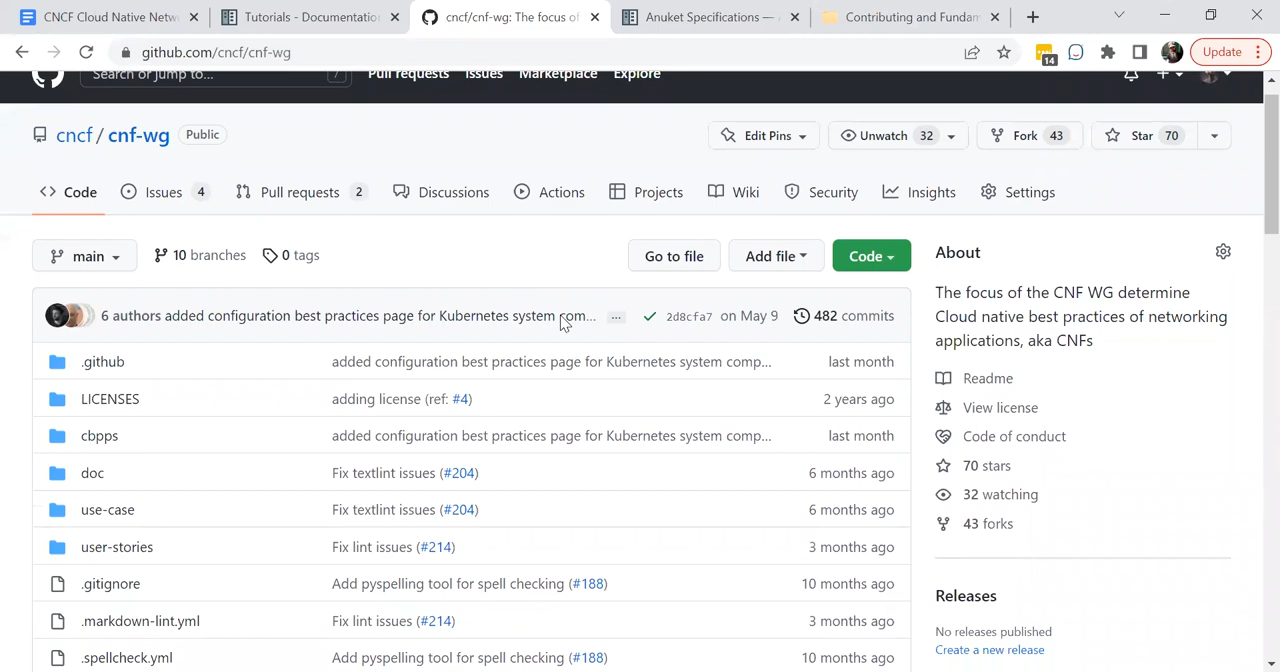 CNCF Cloud Native Netw
Tutorials - Documentation
cncf/cnf-wg: The focus of
Anuket Specifications —
Contributing and Fundam
github.com/cncf/cnf-wg
14
Update
Search or jump to...
/
Pull requests
Issues
Marketplace
Explore
cncf / cnf-wg
Public
Edit Pins
Unwatch 32
Fork 43
Star 70
Code
Issues 4
Pull requests 2
Discussions
Actions
Projects
Wiki
Security
Insights
Settings
main
10 branches
0 tags
Go to file
Add file
Code
About
6 authors added configuration best practices page for Kubernetes system com... ... 2d8cfa7 on May 9 482 commits
The focus of the CNF WG determine
Cloud native best practices of networking
applications, aka CNFs
.github added configuration best practices page for Kubernetes system comp... last month
LICENSES adding license (ref: #4) 2 years ago
cbpps added configuration best practices page for Kubernetes system comp... last month
doc Fix textlint issues (#204) 6 months ago
use-case Fix textlint issues (#204) 6 months ago
user-stories Fix lint issues (#214) 3 months ago
.gitignore Add pyspelling tool for spell checking (#188) 10 months ago
.markdown-lint.yml Fix lint issues (#214) 3 months ago
.spellcheck.yml Add pyspelling tool for spell checking (#188) 10 months ago
Readme
View license
Code of conduct
70 stars
32 watching
43 forks
Releases
No releases published
Create a new release